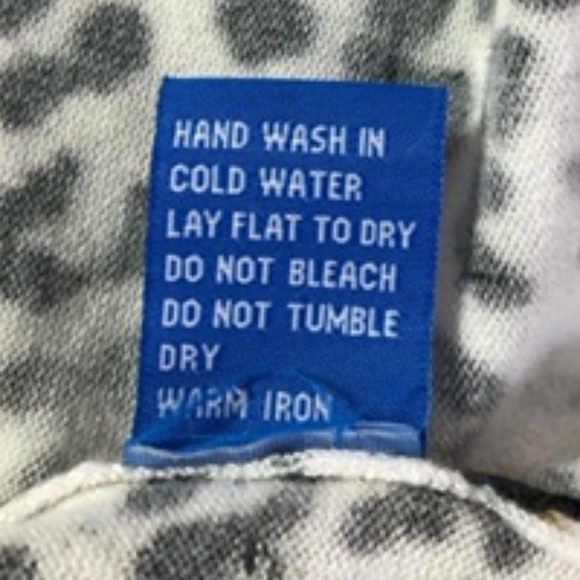 HAND WASH IN
COLD WATER
LAY FLAT TO DRY
DO NOT BLEACH
DO NOT TUMBLE
DRY
WARM IRON